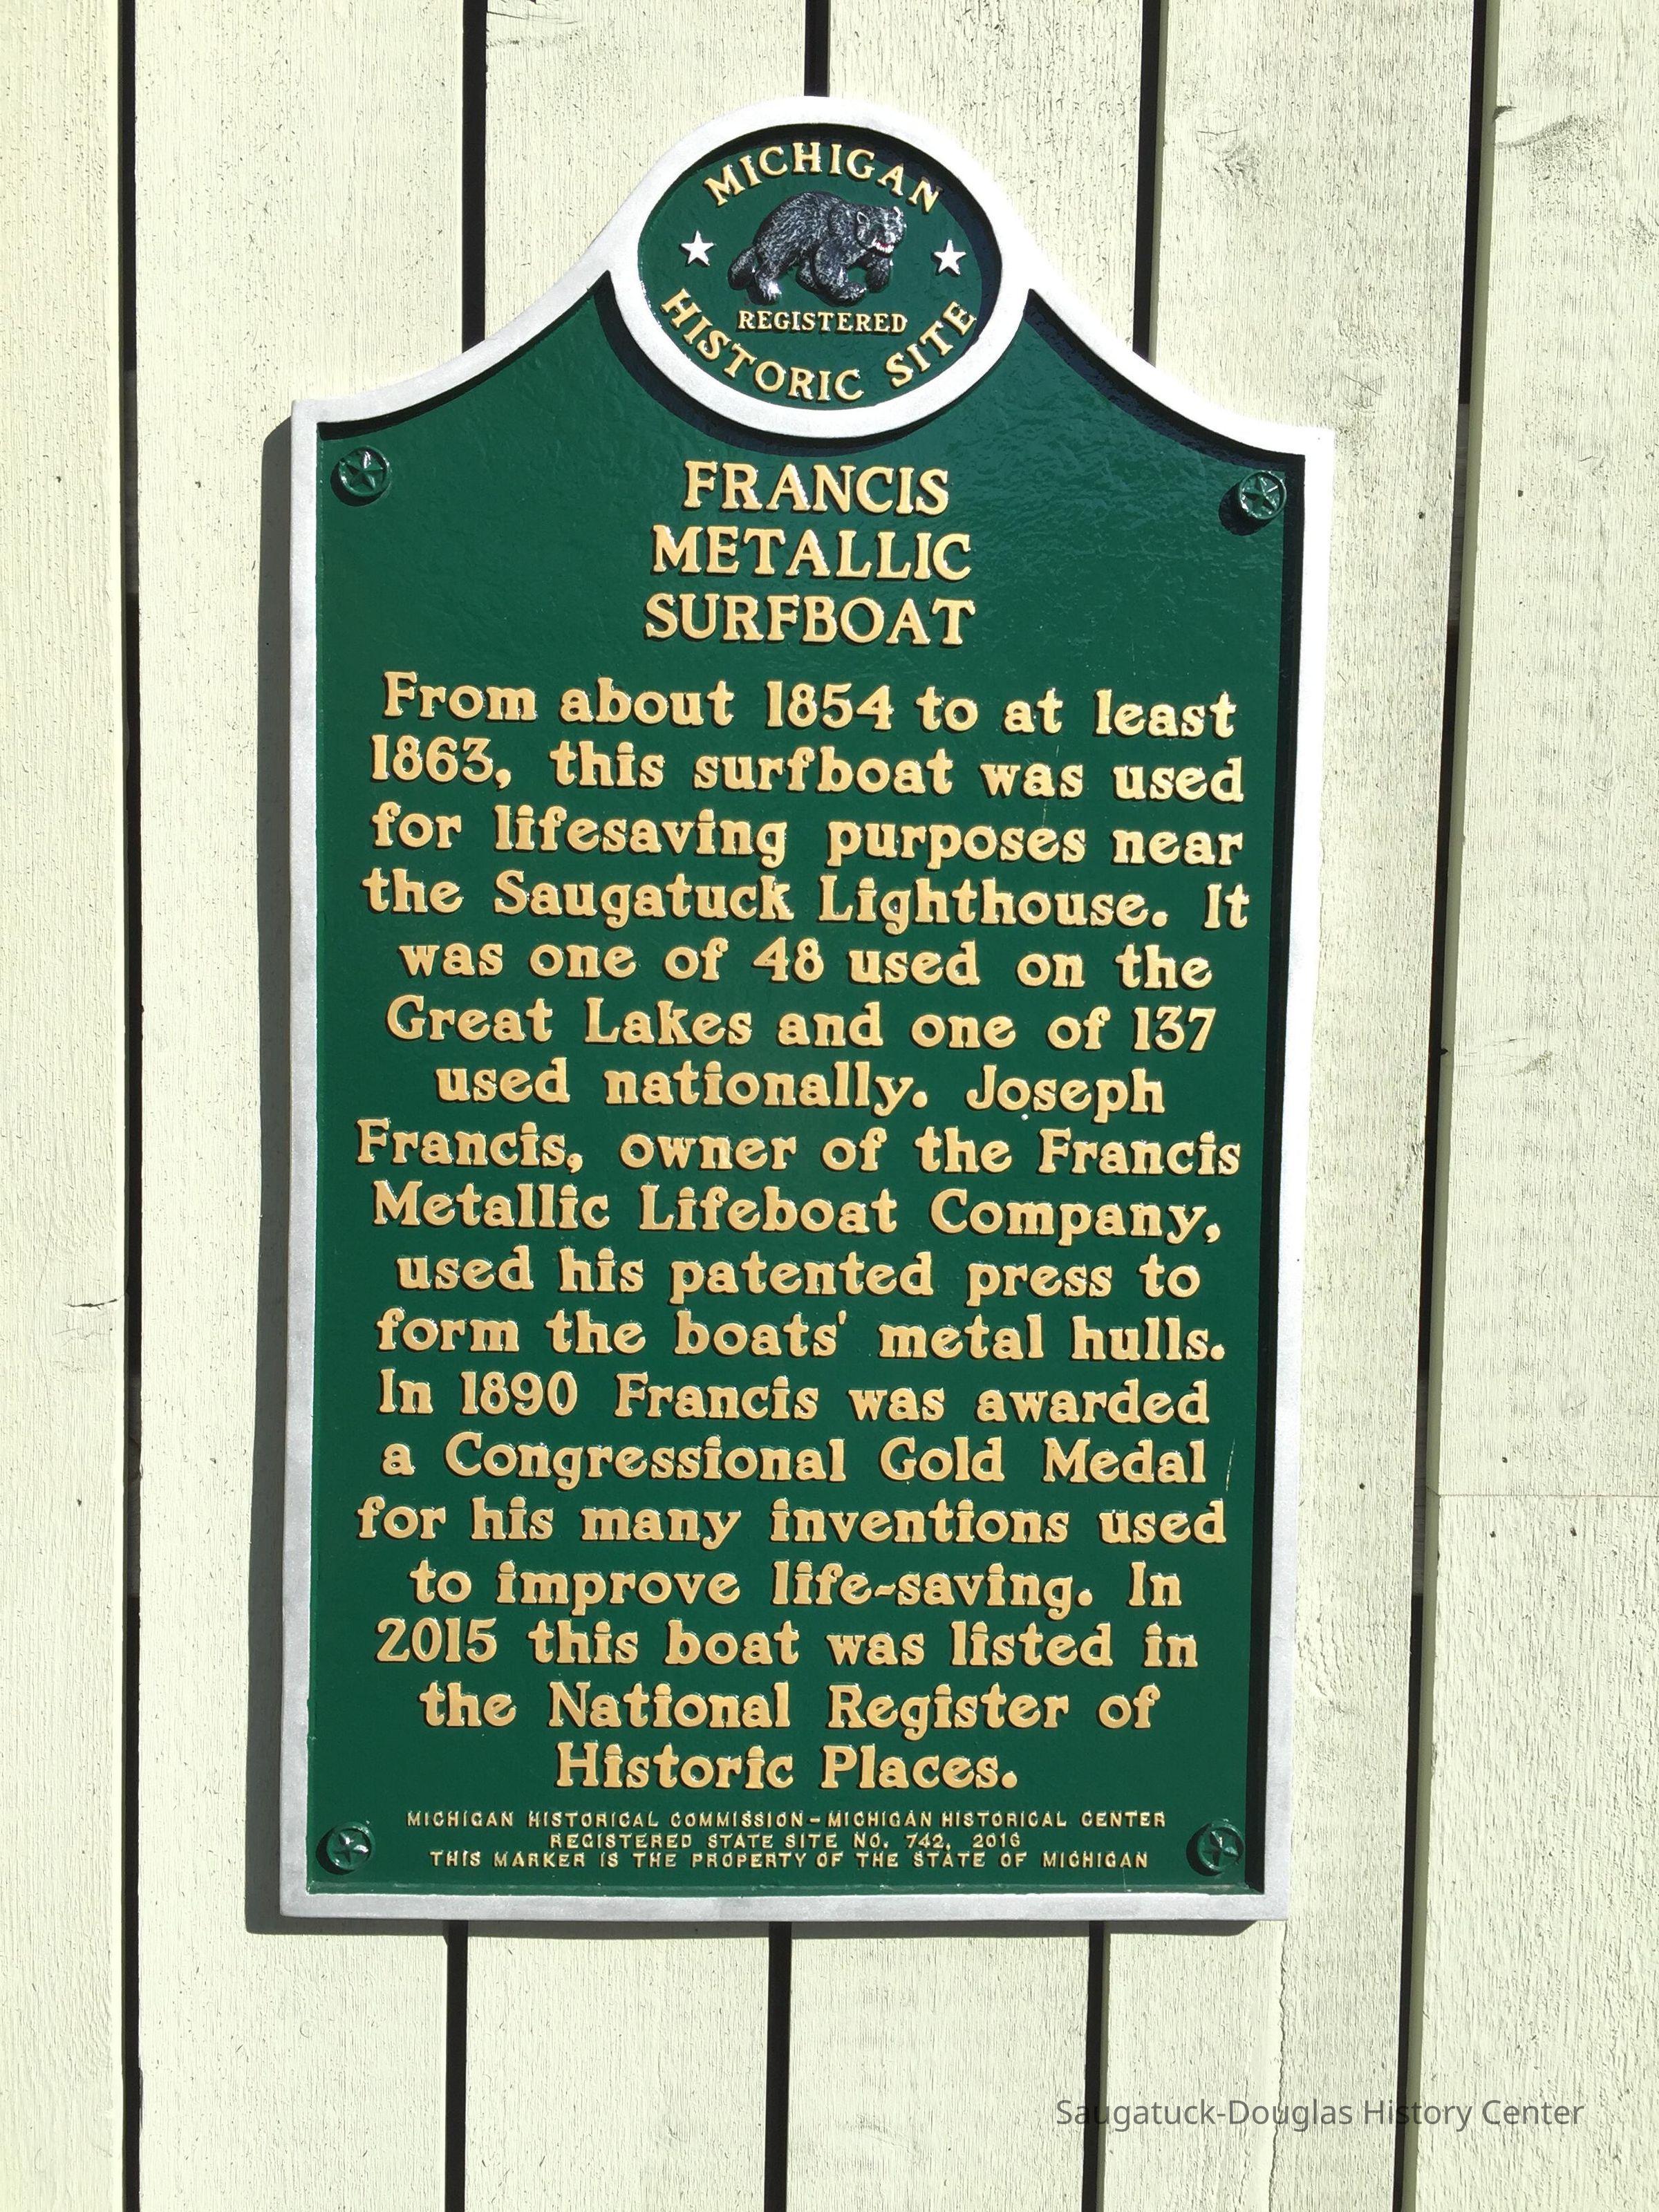 MICHIGAN
REGISTERED
HISTORIC SITE
FRANCIS
METALLIC
SURFBOAT
From about 1854 to at least
1863, this surfboat was used
for lifesaving purposes near
the Saugatuck Lighthouse. It
was one of 48 used on the
Great Lakes and one of 137
used nationally. Joseph
Francis, owner of the Francis
Metallic Lifeboat Company,
used his patented press to
form the boats' metal hulls.
In 1890 Francis was awarded
a Congressional Gold Medal
for his many inventions used
to improve life-saving. In
2015 this boat was listed in
the National Register of
Historic Places.
MICHIGAN HISTORICAL COMMISSION-MICHIGAN HISTORICAL CENTER
REGISTERED STATE SITE NO. 742, 2016
THIS MARKER IS THE PROPERTY OF THE STATE OF MICHIGAN
Saugatuck-Douglas History Center